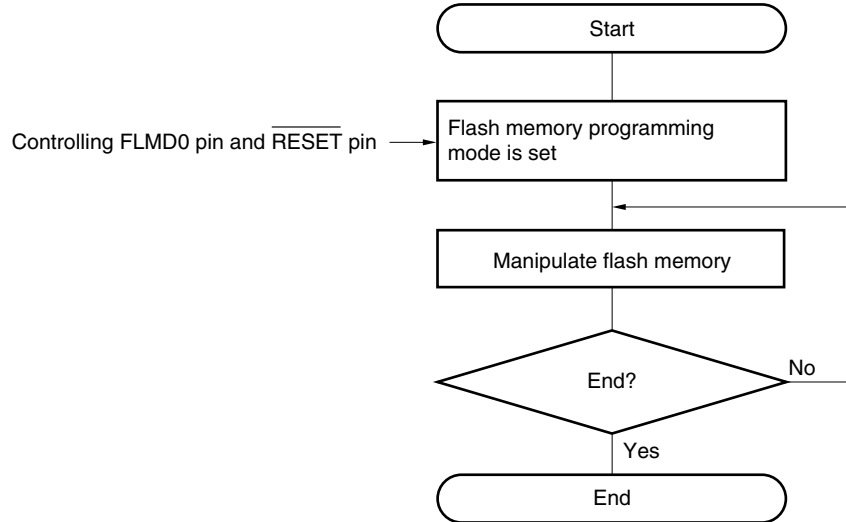 Start
Controlling FLMD0 pin and RESET pin
Flash memory programming
mode is set
Manipulate flash memory
End?
No
Yes
End